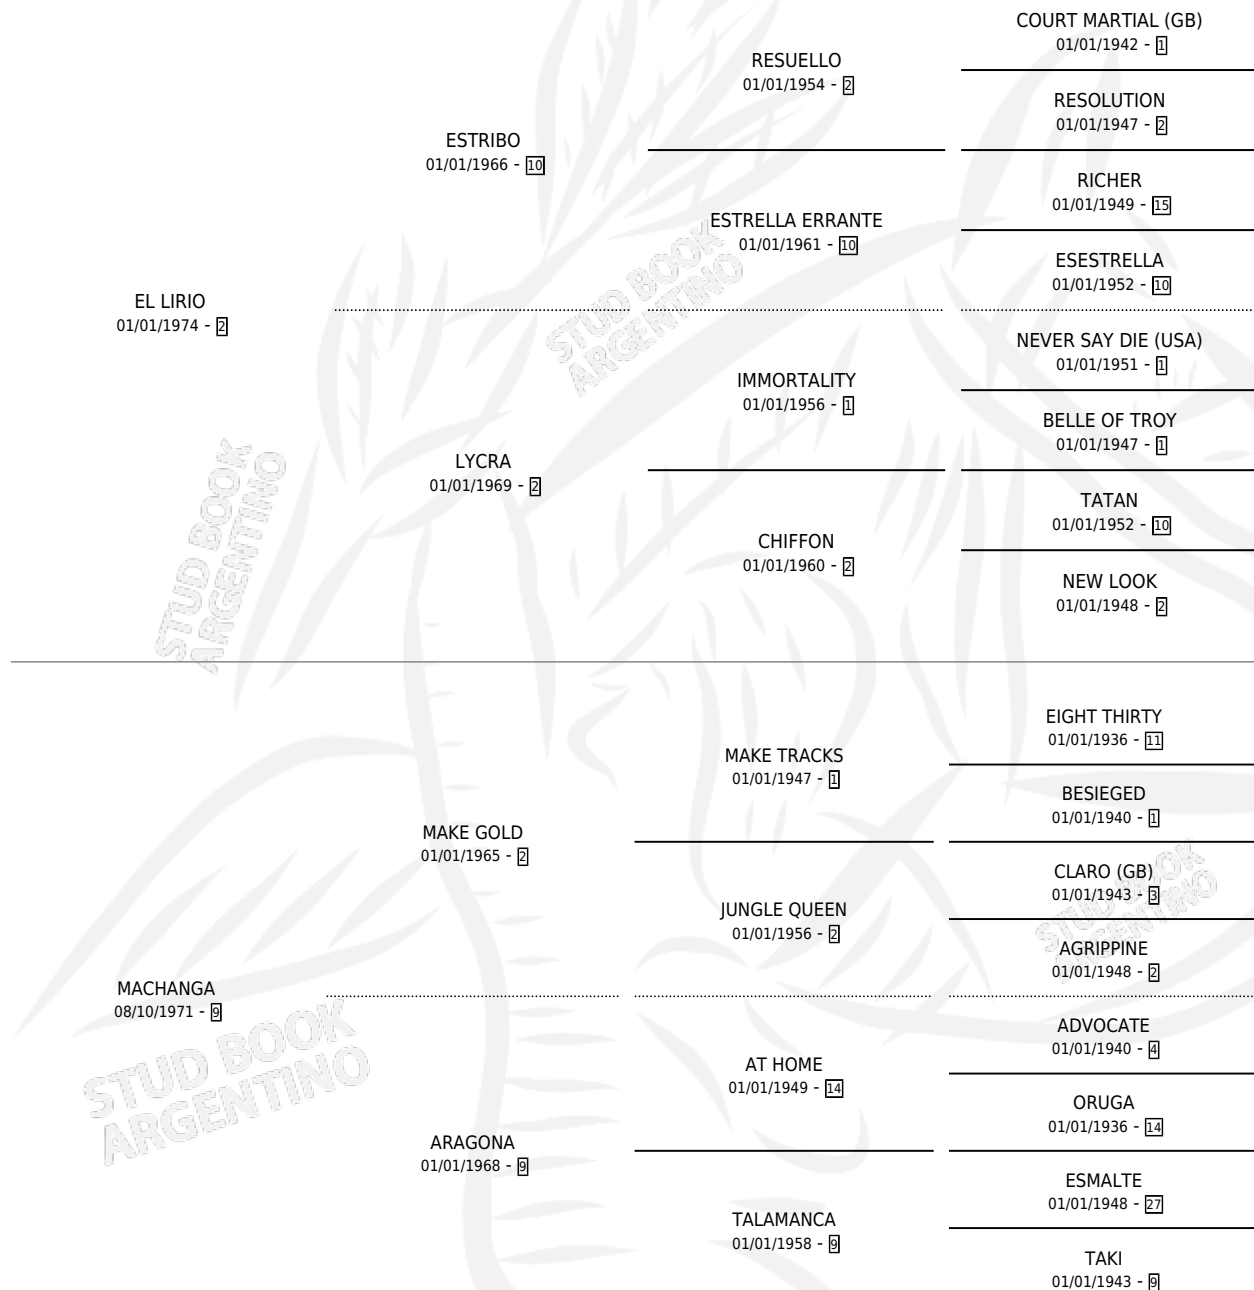 COURT MARTIAL (GB)
01/01/1942 - 1
RESUELLO
01/01/1954 - 2
RESOLUTION
01/01/1947 - 2
ESTRIBO
01/01/1966 - 10
RICHER
01/01/1949 - 15
ESTRELLA ERRANTE
01/01/1961 - 10
ESESTRELLA
01/01/1952 - 10
EL LIRIO
01/01/1974 - 2
NEVER SAY DIE (USA)
01/01/1951 - 1
IMMORTALITY
01/01/1956 - 1
BELLE OF TROY
01/01/1947 - 1
LYCRA
01/01/1969 - 2
TATAN
01/01/1952 - 10
CHIFFON
01/01/1960 - 2
NEW LOOK
01/01/1948 - 2
EIGHT THIRTY
01/01/1936 - 11
MAKE TRACKS
01/01/1947 - 1
BESIEGED
01/01/1940 - 1
MAKE GOLD
01/01/1965 - 2
CLARO (GB)
01/01/1943 - 3
JUNGLE QUEEN
01/01/1956 - 2
AGRIPPINE
01/01/1948 - 2
MACHANGA
08/10/1971 - 9
ADVOCATE
01/01/1940 - 4
AT HOME
01/01/1949 - 14
ORUGA
01/01/1936 - 14
ARAGONA
01/01/1968 - 9
ESMALTE
01/01/1948 - 27
TALAMANCA
01/01/1958 - 9
TAKI
01/01/1943 - 9
STUD BOOK
ARGENTINO
STUD BOOK
ARGENTINO
STUD BOOK
ARGENTINO
STUD BOOK
ARGENTINO